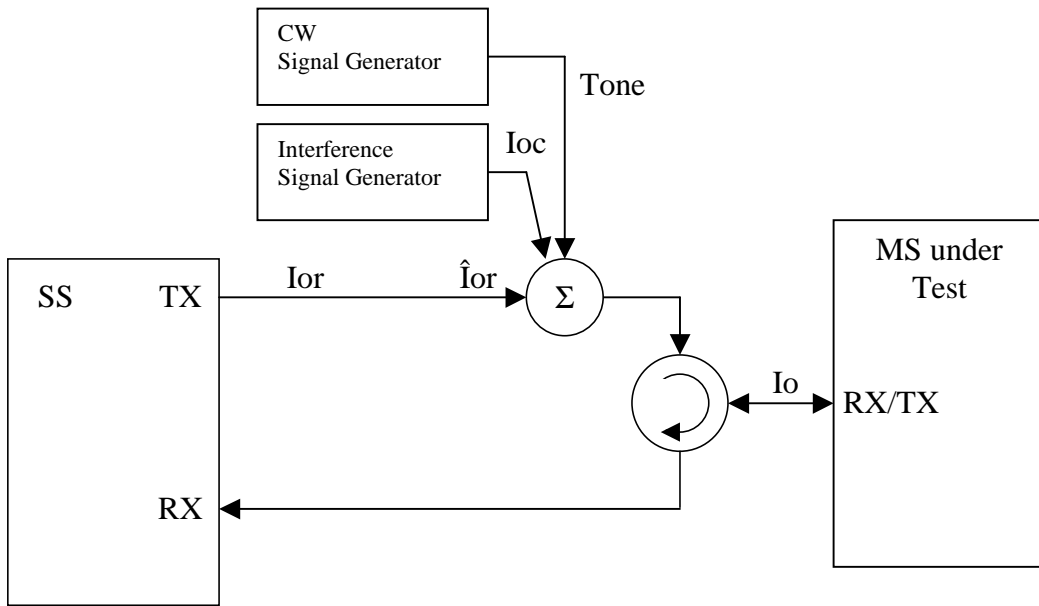 CW
Signal Generator
Tone
Interference
Signal Generator
Ioc
MS under
Test
SS
TX
Ior
Îor
Σ
Io
RX/TX
RX